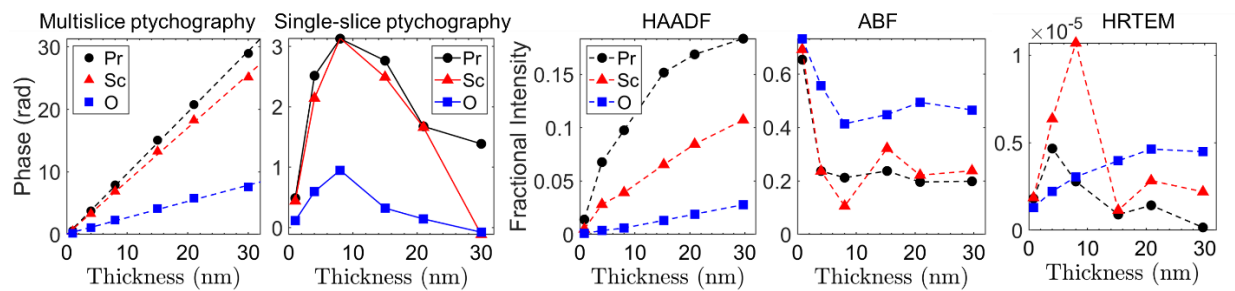 Multislice ptychography
Phase (rad)
30
20
10
0
Pr
Sc
O
0 10 20 30
Thickness (nm)
Single-slice ptychography
3
2
1
0
Pr
Sc
O
0 10 20 30
Thickness (nm)
HAADF
Fractional Intensity
0.15
0.1
0.05
0
Pr
Sc
O
0 10 20 30
Thickness (nm)
ABF
0.6
0.4
0.2
0
0 10 20 30
Thickness (nm)
HRTEM
×10⁻⁵
1
0.5
0
0 10 20 30
Thickness (nm)